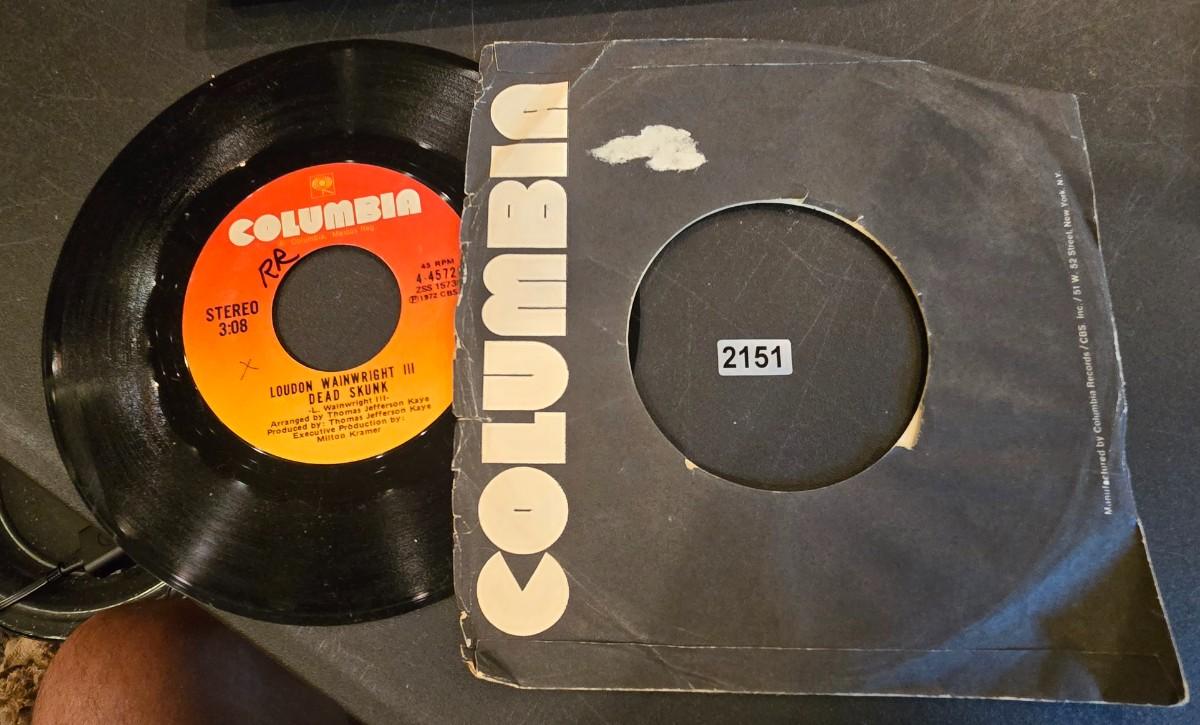 COLUMBIA
RR
45 RPM
4-4572
ZSS 1573
℗1972 CBS
STEREO
3:08
X
LOUDON WAINWRIGHT III
DEAD SKUNK
-L. Wainwright III-
Arranged by Thomas Jefferson Kaye
Produced by: Thomas Jefferson Kaye
Executive Production by:
Milton Kramer
COLUMBIA
2151
Manufactured by Columbia Records / CBS Inc. / 51 W. 52 Street, New York, N.Y.